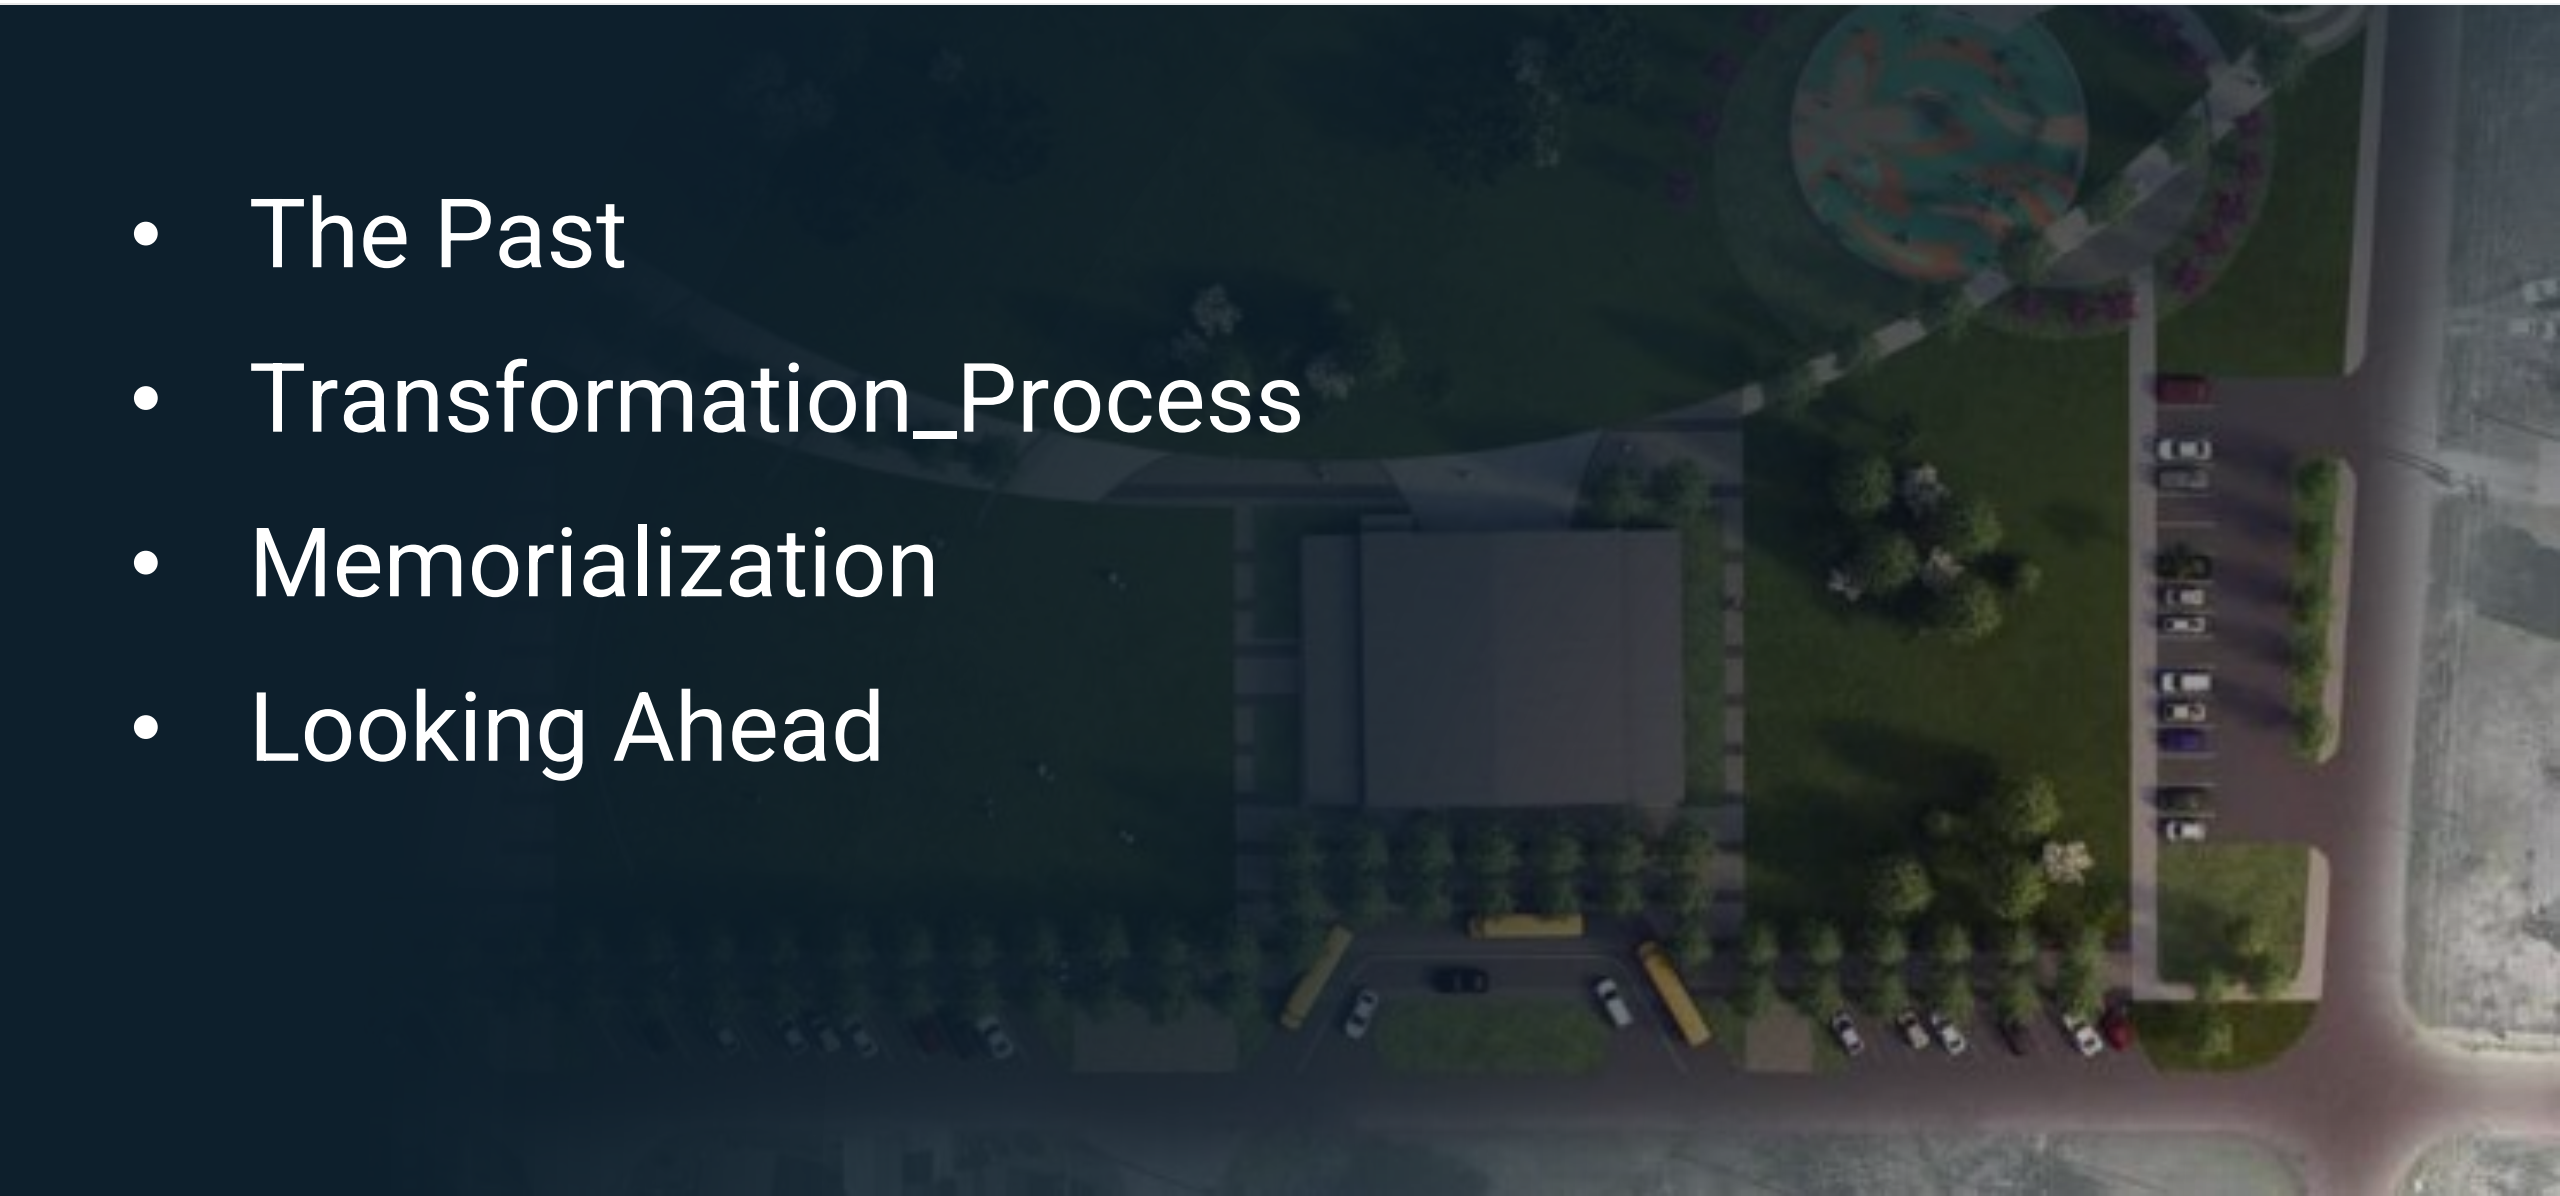 • The Past
• Transformation_Process
• Memorialization
• Looking Ahead